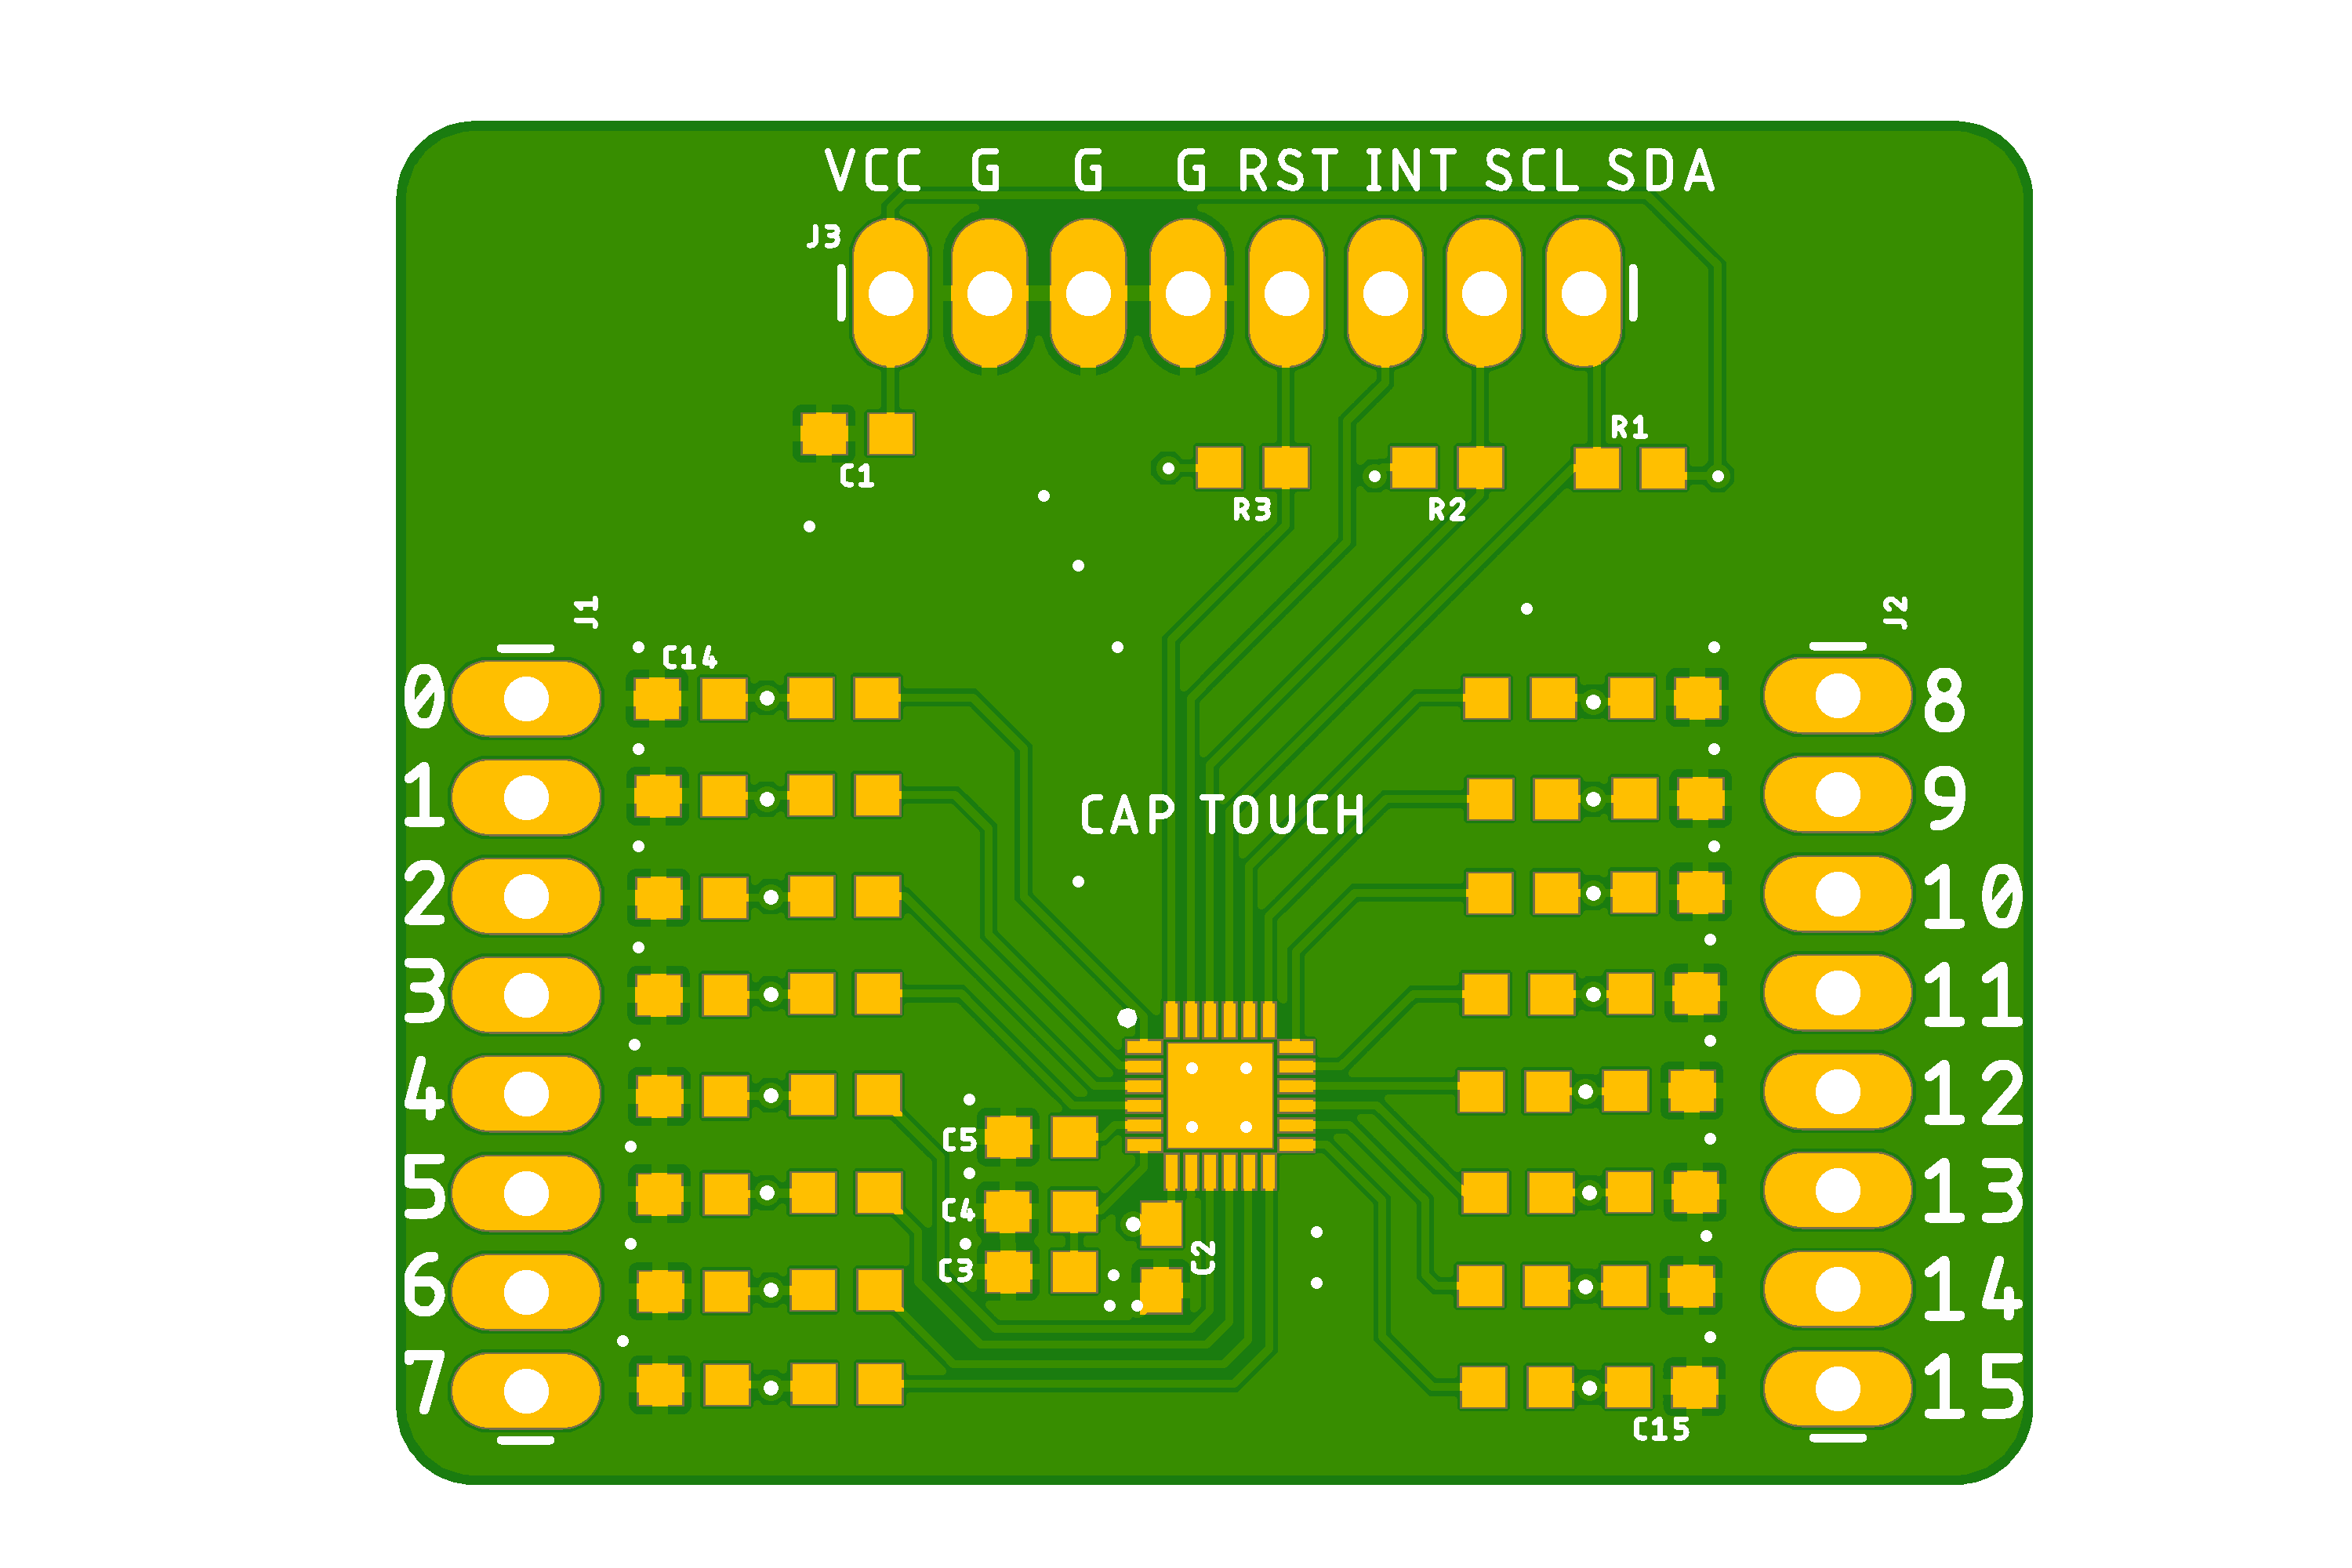 VCC G G G RST INT SCL SDA
J3
R1
C1
R3 R2
J1 J2
C14
0 8
1 9
CAP TOUCH
2 10
3 11
4 12
C5
5 13
C4
C2
C3
6 14
7 15
C15